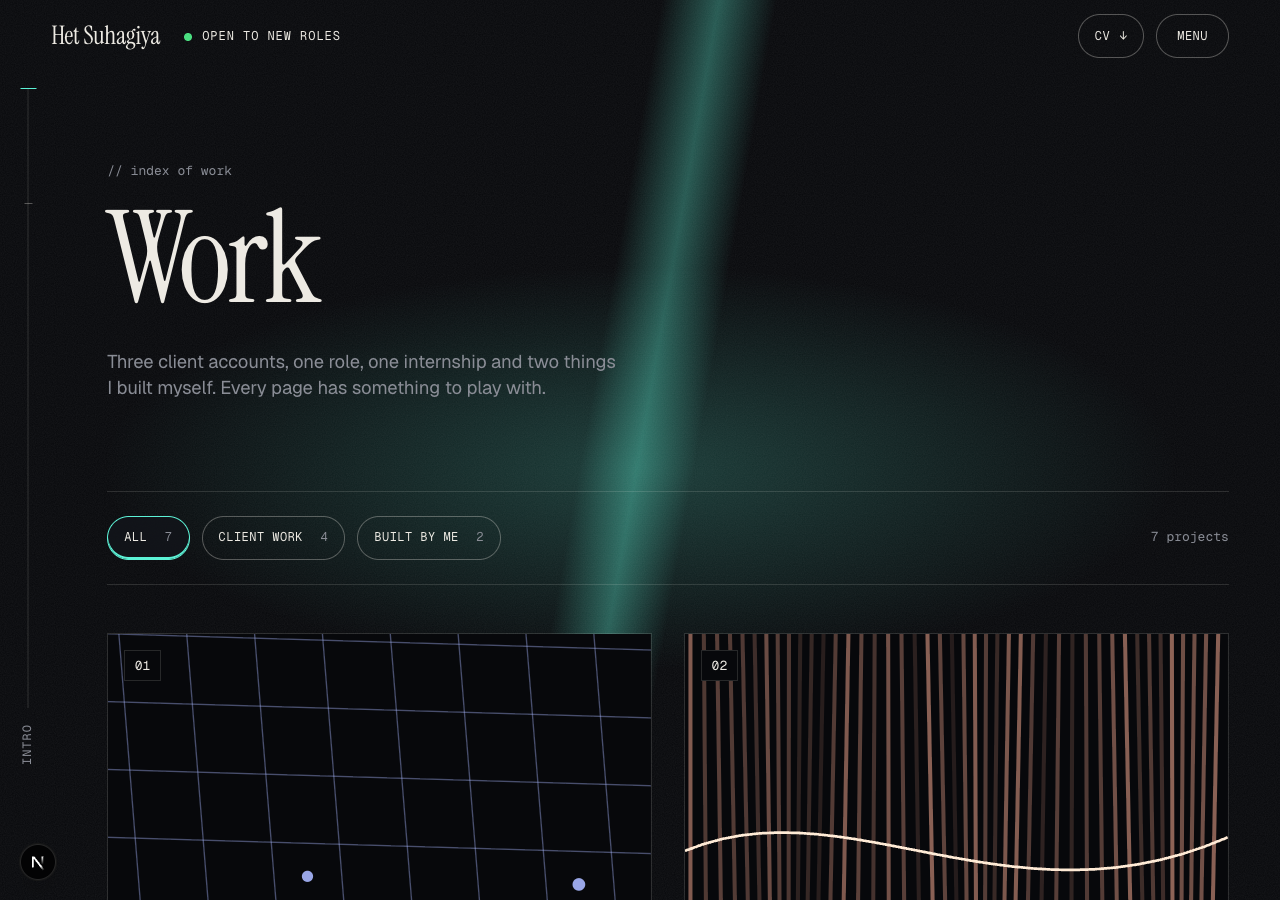 Het Suhagiya
OPEN TO NEW ROLES
CV ↓
MENU
// index of work
Work
Three client accounts, one role, one internship and two things
I built myself. Every page has something to play with.
ALL 7
CLIENT WORK 4
BUILT BY ME 2
7 projects
01
02
INTRO
N